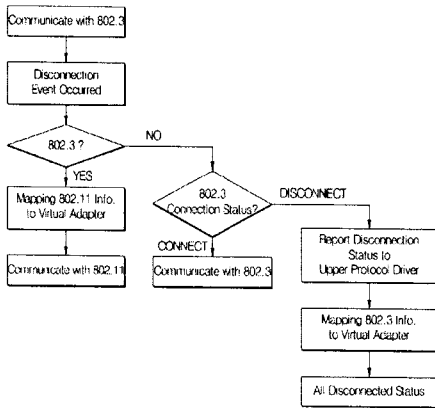 Communicate with 802.3
Disconnection
Event Occurred
802.3 ?
NO
YES
Mapping 802.11 Info.
to Virtual Adapter
Communicate with 802.11
802.3
Connection Status?
DISCONNECT
CONNECT
Communicate with 802.3
Report Disconnection
Status to
Upper Protocol Driver
Mapping 802.3 Info.
to Virtual Adapter
All Disconnected Status